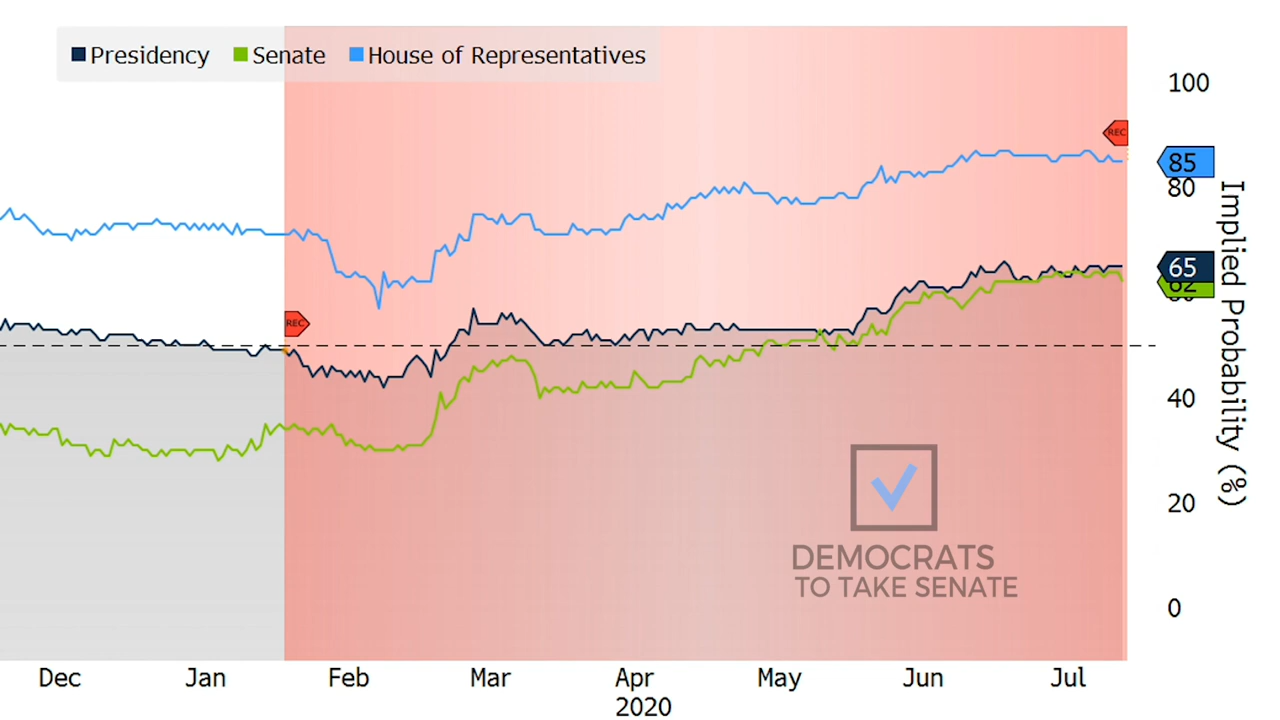 Presidency Senate House of Representatives
100
REC
85
80
65
62
60
REC
40
20
0
Implied Probability (%)
DEMOCRATS
TO TAKE SENATE
Dec Jan Feb Mar Apr May Jun Jul
2020